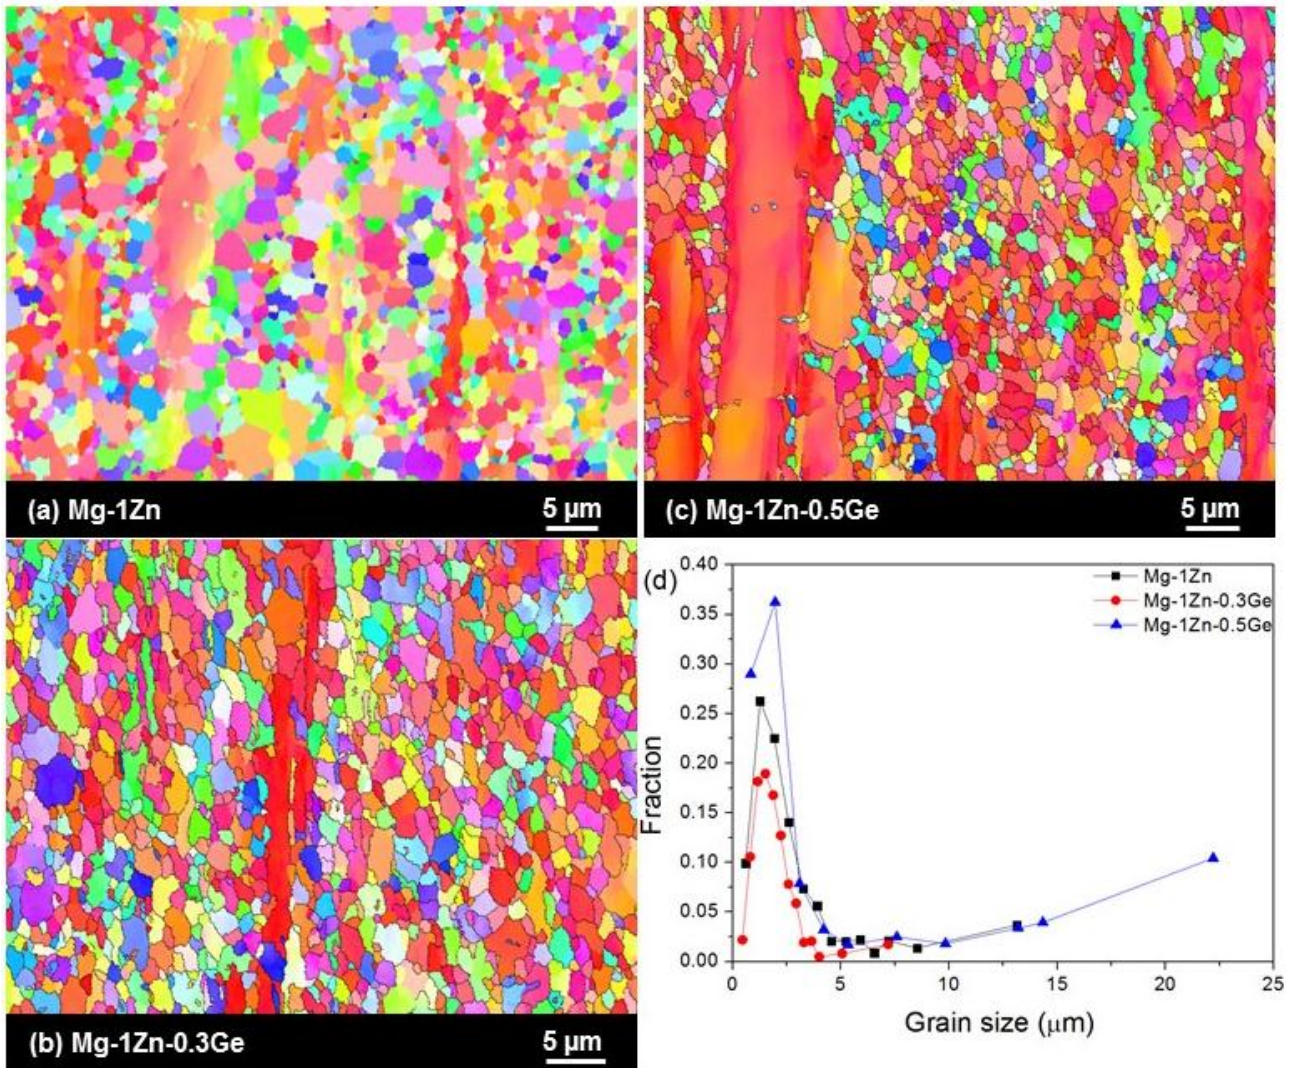 (a) Mg-1Zn 5 µm
(c) Mg-1Zn-0.5Ge 5 µm
(b) Mg-1Zn-0.3Ge 5 µm
(d)
Mg-1Zn
Mg-1Zn-0.3Ge
Mg-1Zn-0.5Ge
0.40
0.35
0.30
0.25
0.20
0.15
0.10
0.05
0.00
Fraction
0 5 10 15 20 25
Grain size (µm)